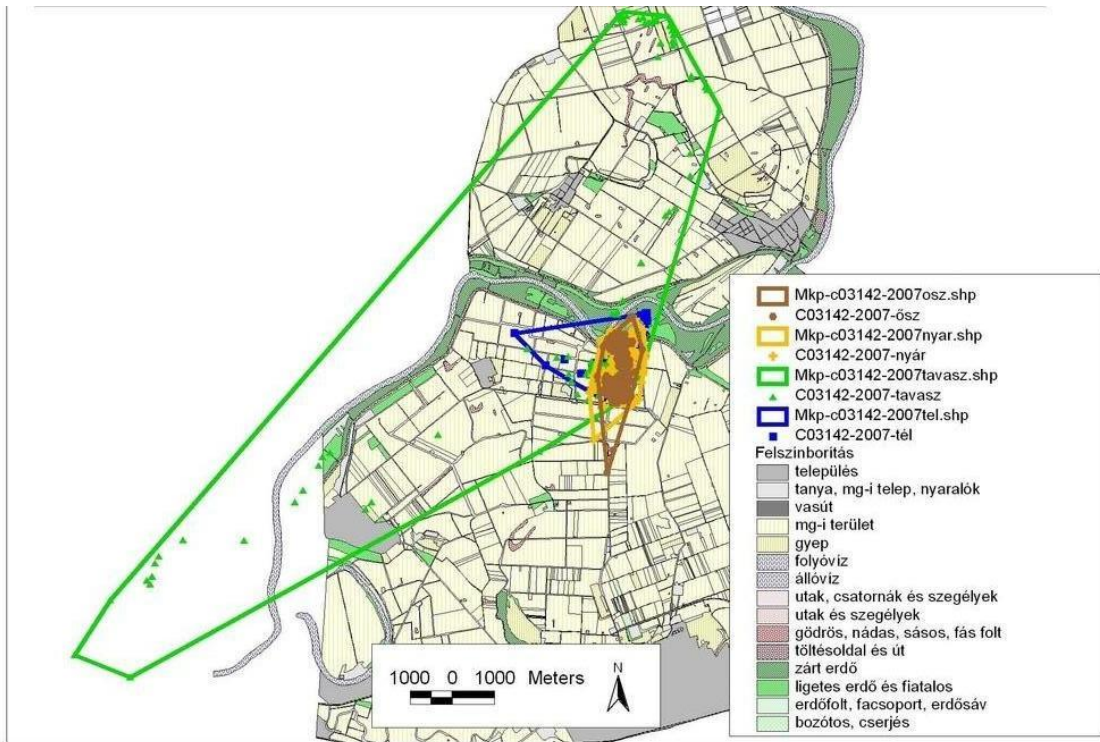 Mkp-c03142-2007osz.shp
C03142-2007-ősz
Mkp-c03142-2007nyar.shp
C03142-2007-nyár
Mkp-c03142-2007tavasz.shp
C03142-2007-tavasz
Mkp-c03142-2007tel.shp
C03142-2007-tél
Felszínborítás
település
tanya, mg-i telep, nyaralók
vasút
mg-i terület
gyep
folyóvíz
állóvíz
utak, csatornák és szegélyek
utak és szegélyek
gödrös, nádas, sásos, fás folt
töltésoldal és út
zárt erdő
ligetes erdő és fiatalos
erdőfolt, facsoport, erdősáv
bozótos, cserjés
1000 0 1000 Meters
N